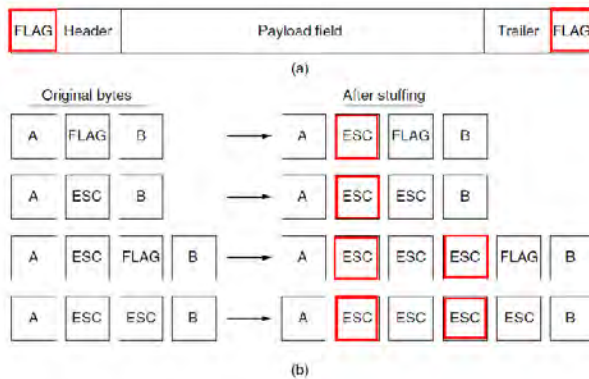 FLAG Header Payload field Trailer FLAG
(a)
Original bytes After stuffing
A FLAG B A ESC FLAG B
A ESC B A ESC ESC B
A ESC FLAG B A ESC ESC ESC FLAG B
A ESC ESC B A ESC ESC ESC ESC B
(b)